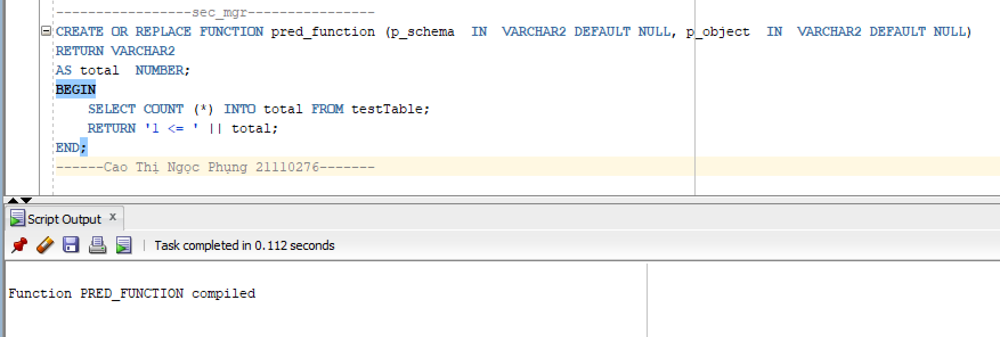 -----------------sec_mgr----------------
CREATE OR REPLACE FUNCTION pred_function (p_schema  IN  VARCHAR2 DEFAULT NULL, p_object  IN  VARCHAR2 DEFAULT NULL)
RETURN VARCHAR2
AS total  NUMBER;
BEGIN
    SELECT COUNT (*) INTO total FROM testTable;
    RETURN '1 <= ' || total;
END;
------Cao Thị Ngọc Phụng 21110276-------
Script Output x
Task completed in 0.112 seconds
Function PRED_FUNCTION compiled